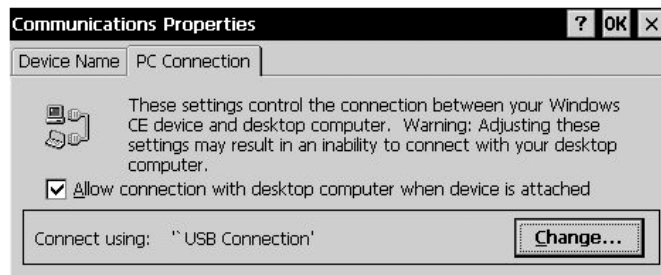 Communications Properties ? OK ×
Device Name PC Connection
These settings control the connection between your Windows
CE device and desktop computer. Warning: Adjusting these
settings may result in an inability to connect with your desktop
computer.
Allow connection with desktop computer when device is attached
Connect using: "`USB Connection' Change...